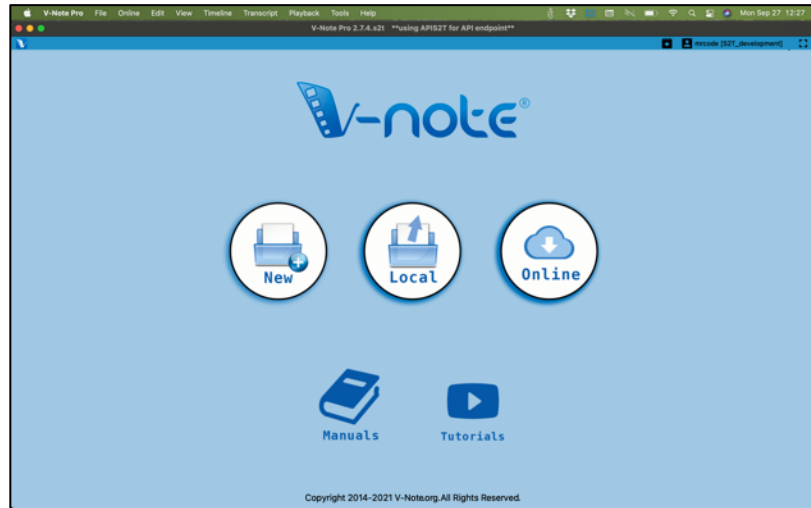 V-Note Pro File Online Edit View Timeline Transcript Playback Tools Help Mon Sep 27 12:27
V-Note Pro 2.7.4.s2t **using APIS2T for API endpoint**
mrcode [S2T_development]
V-note®
New
Local
Online
Manuals
Tutorials
Copyright 2014-2021 V-Note.org.All Rights Reserved.